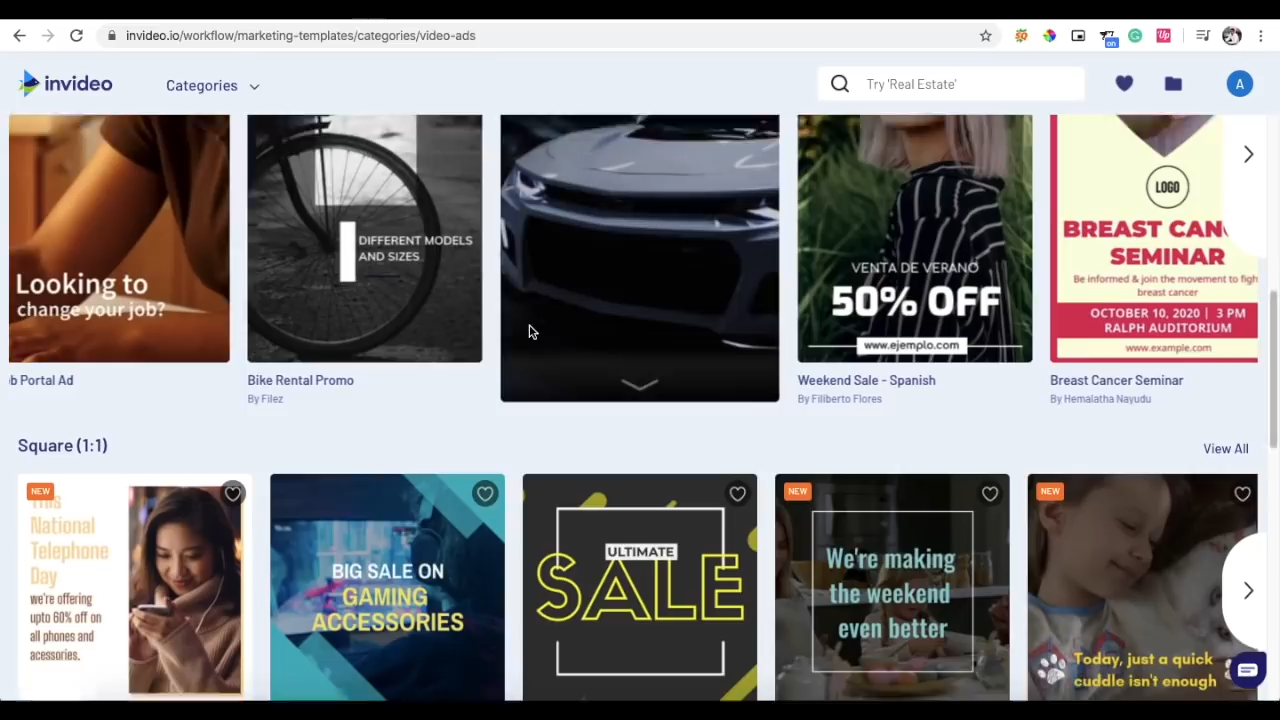 invideo.io/workflow/marketing-templates/categories/video-ads
on
Up
invideo
Categories
Try 'Real Estate'
A
Looking to
change your job?
DIFFERENT MODELS
AND SIZES
VENTA DE VERANO
50% OFF
www.ejemplo.com
LOGO
BREAST CAN
SEMINAR
Be informed & join the movement to figh
breast cancer
OCTOBER 10, 2020 | 3 PM
RALPH AUDITORIUM
www.example.com
b Portal Ad
Bike Rental Promo
By Filez
Weekend Sale - Spanish
By Filiberto Flores
Breast Cancer Seminar
By Hemalatha Nayudu
Square (1:1)
View All
NEW
This
National
Telephone
Day
we're offering
upto 60% off on
all phones and
acessories.
BIG SALE ON
GAMING
ACCESSORIES
ULTIMATE
SALE
NEW
We're making
the weekend
even better
NEW
Today, just a quick
cuddle isn't enough